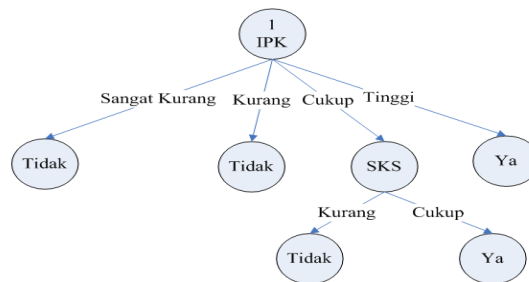 1
IPK
Sangat Kurang
Kurang
Cukup
Tinggi
Tidak
Tidak
SKS
Ya
Kurang
Cukup
Tidak
Ya